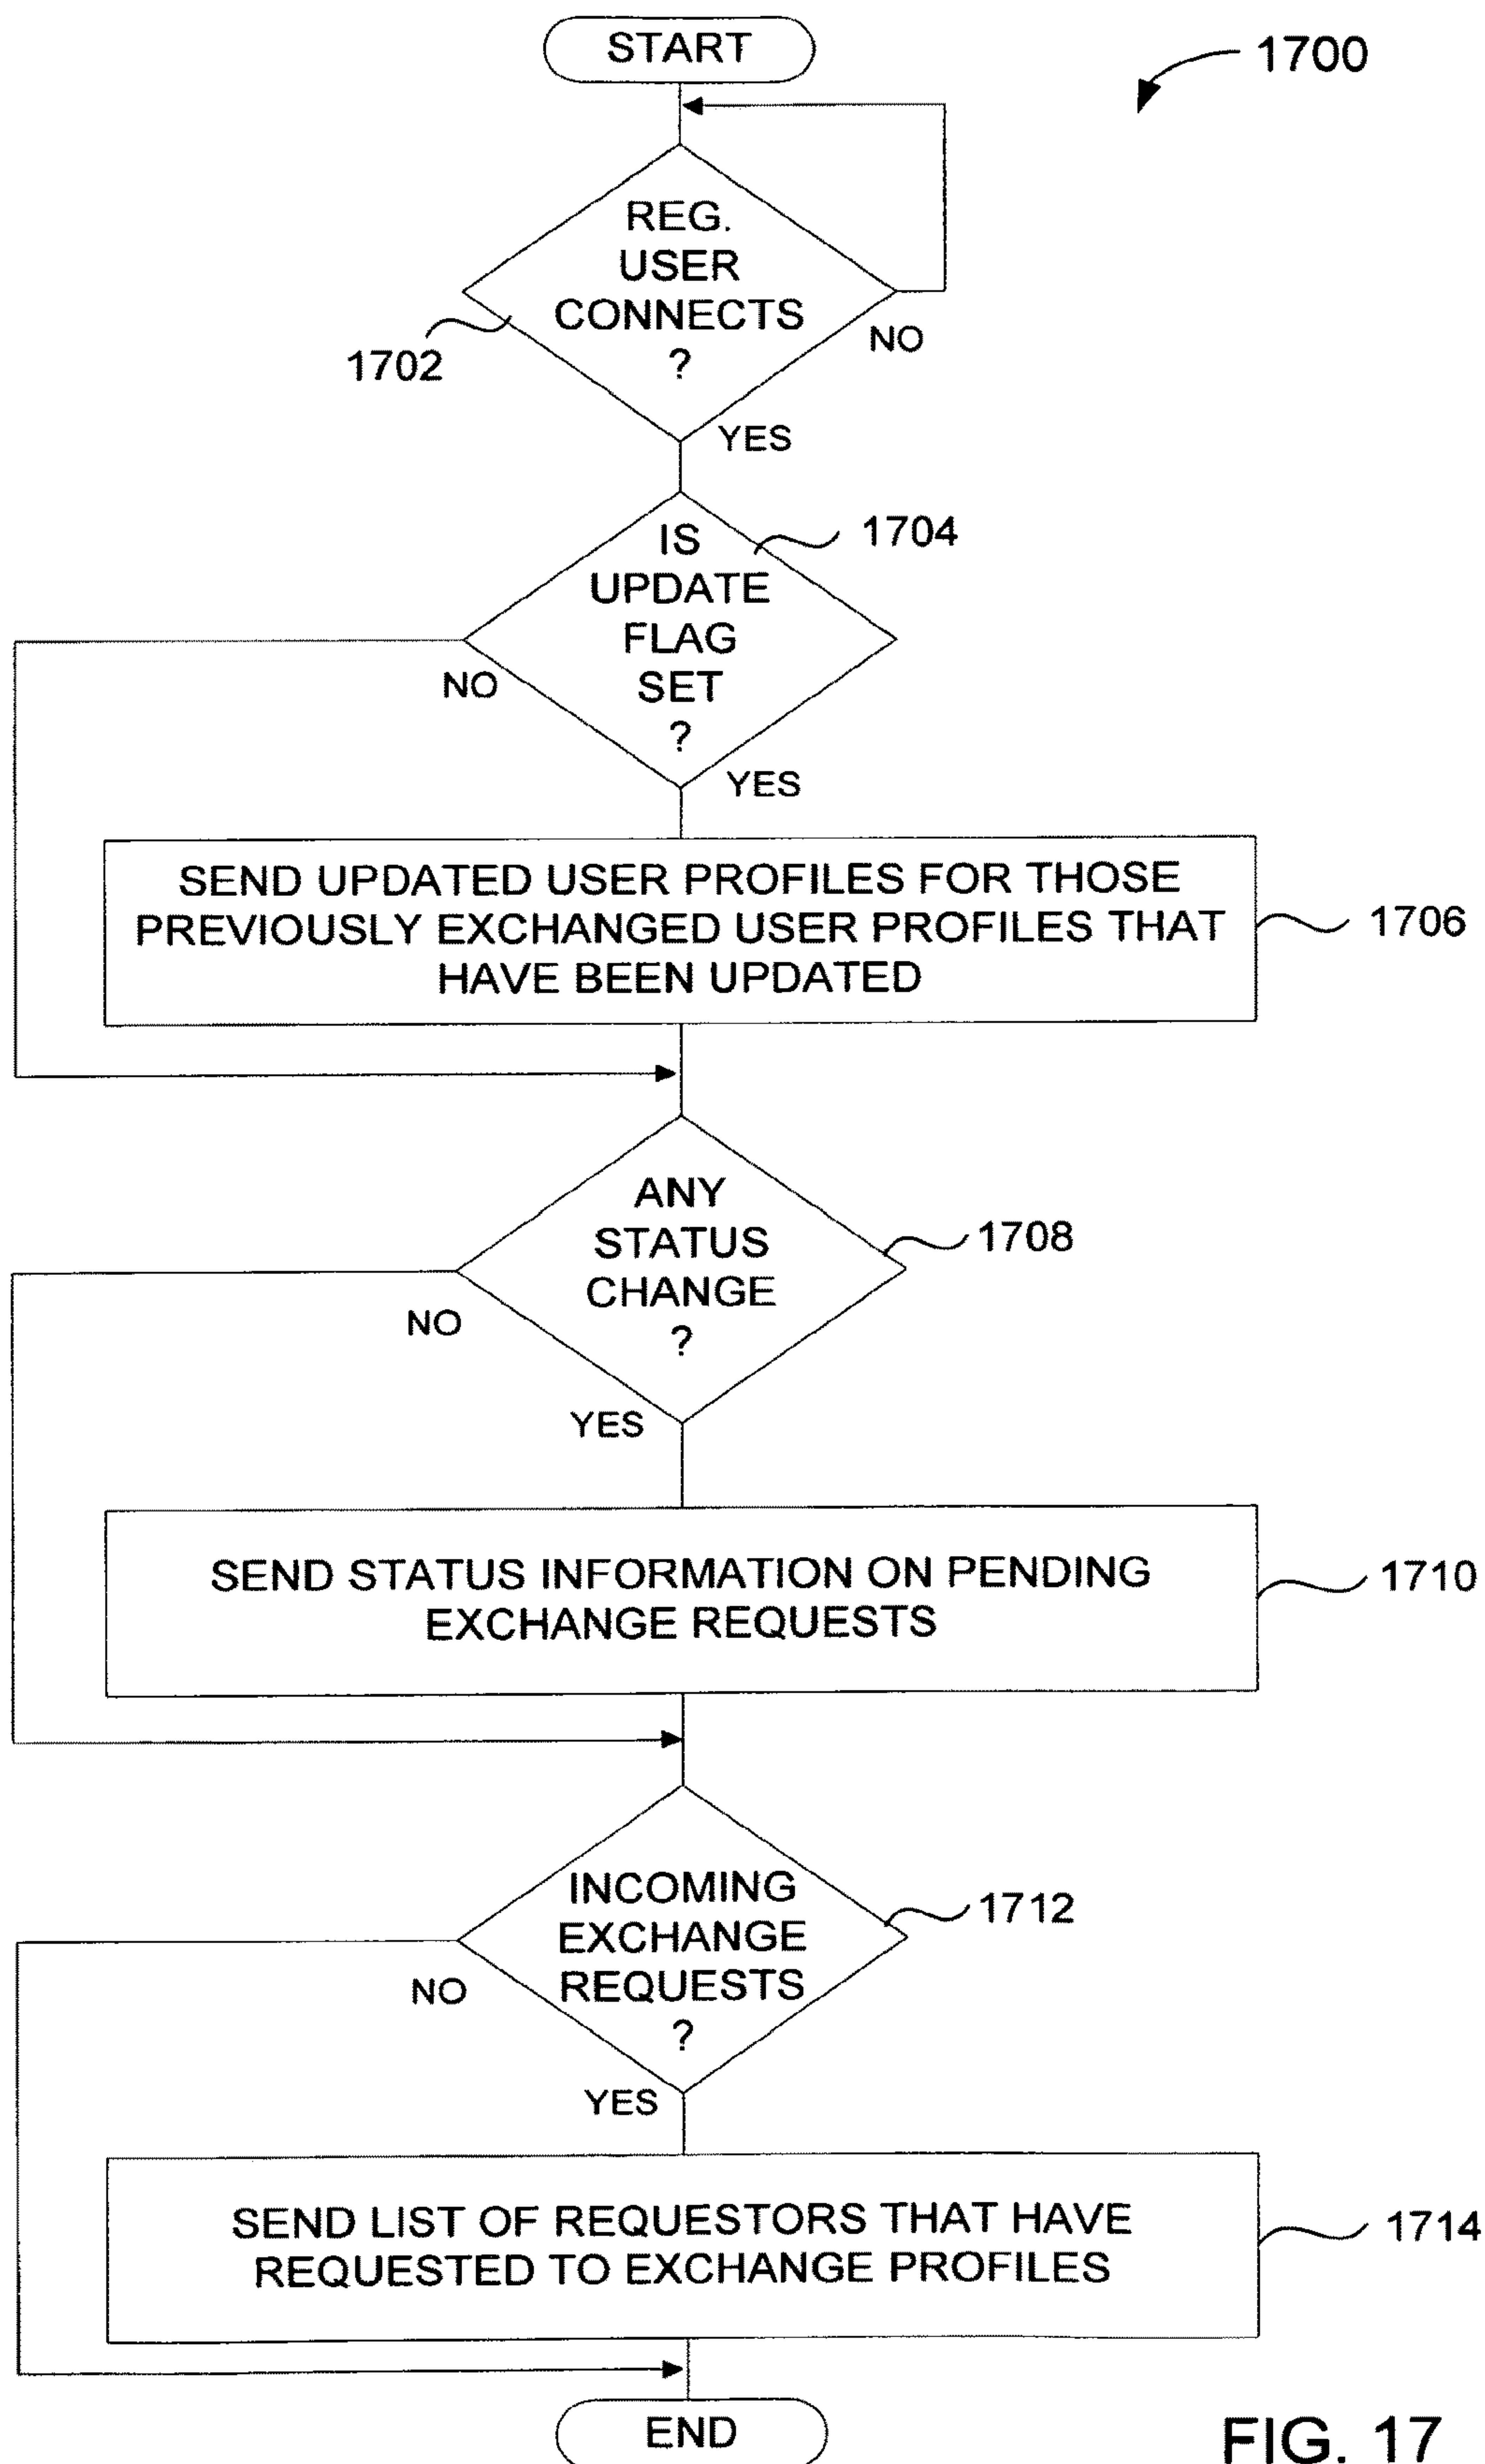 START
1700
REG.
USER
CONNECTS
?
NO
1702
YES
IS
UPDATE
FLAG
SET
?
1704
NO
YES
SEND UPDATED USER PROFILES FOR THOSE
PREVIOUSLY EXCHANGED USER PROFILES THAT
HAVE BEEN UPDATED
1706
ANY
STATUS
CHANGE
?
1708
NO
YES
SEND STATUS INFORMATION ON PENDING
EXCHANGE REQUESTS
1710
INCOMING
EXCHANGE
REQUESTS
?
1712
NO
YES
SEND LIST OF REQUESTORS THAT HAVE
REQUESTED TO EXCHANGE PROFILES
1714
END
FIG. 17